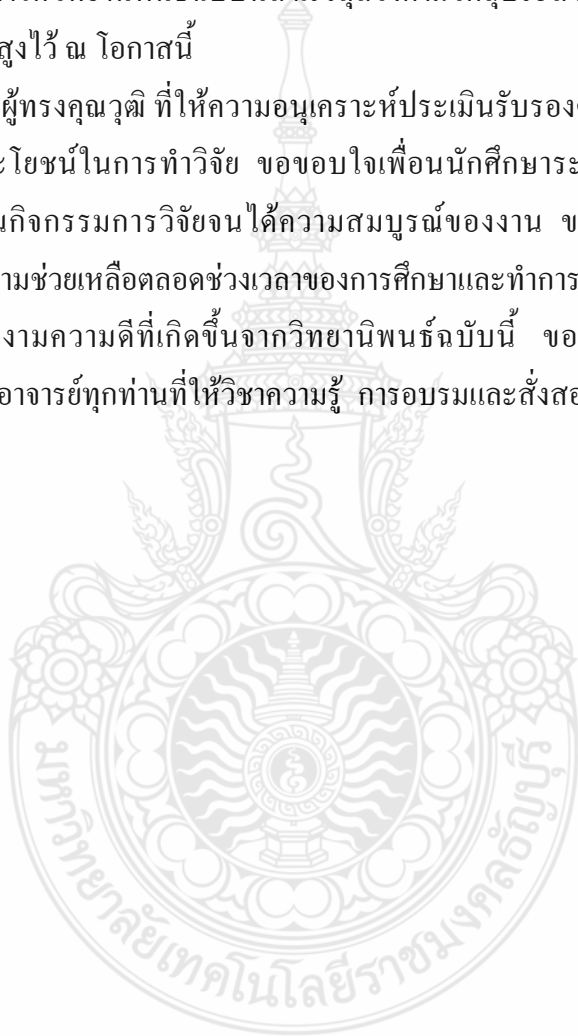 สูงไว้ ณ โอกาสนี้
ผู้ทรงคุณวุฒิ ที่ให้ความอนุเคราะห์ประเมินรับรอง
ะโยชน์ในการทำวิจัย ขอขอบใจเพื่อนนักศึกษาระ
นกิจกรรมการวิจัยจนได้ความสมบูรณ์ของงาน ข
ามช่วยเหลือตลอดช่วงเวลาของการศึกษาและทำการ
งามความดีที่เกิดขึ้นจากวิทยานิพนธ์ฉบับนี้ ขอ
อาจารย์ทุกท่านที่ให้วิชาความรู้ การอบรมและสั่งสอ
มหาวิทยาลัยเทคโนโลยีราชมงคลธัญบุรี